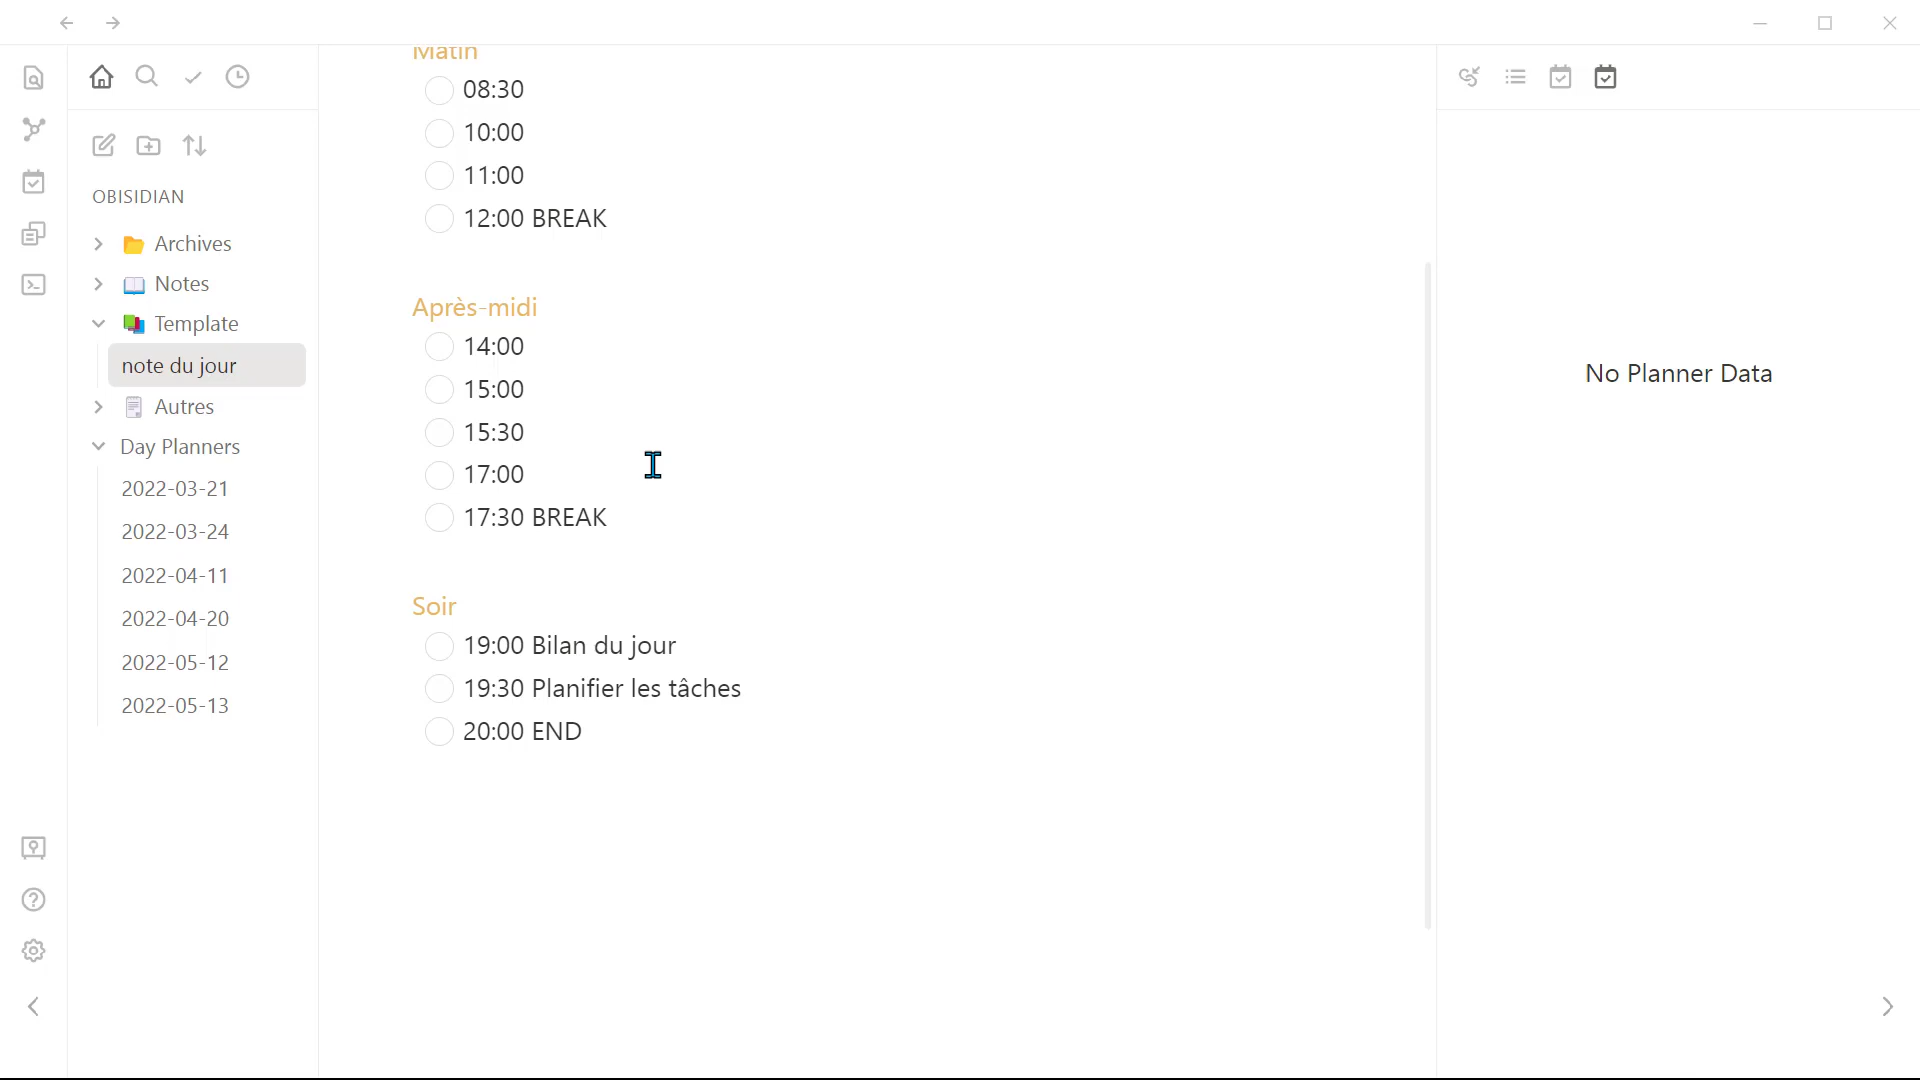 OBISIDIAN
Archives
Notes
Template
note du jour
Autres
Day Planners
2022-03-21
2022-03-24
2022-04-11
2022-04-20
2022-05-12
2022-05-13
Matin
08:30
10:00
11:00
12:00 BREAK
Après-midi
14:00
15:00
15:30
17:00
17:30 BREAK
Soir
19:00 Bilan du jour
19:30 Planifier les tâches
20:00 END
No Planner Data